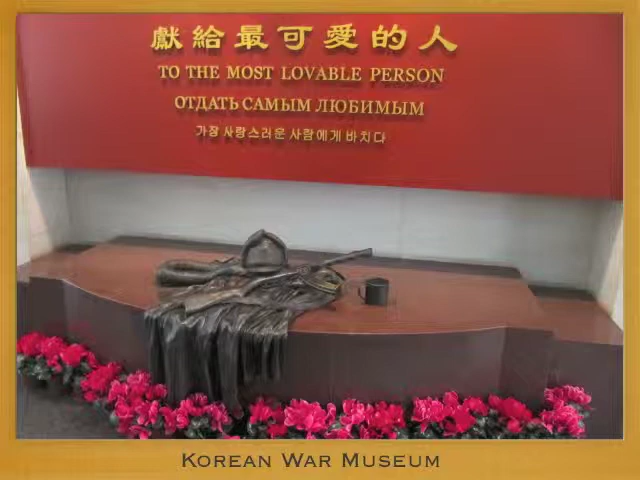 獻給最可愛的人
TO THE MOST LOVABLE PERSON
ОТДАТЬ САМЫМ ЛЮБИМЫМ
가장 사랑스러운 사람에게 바치다
KOREAN WAR MUSEUM